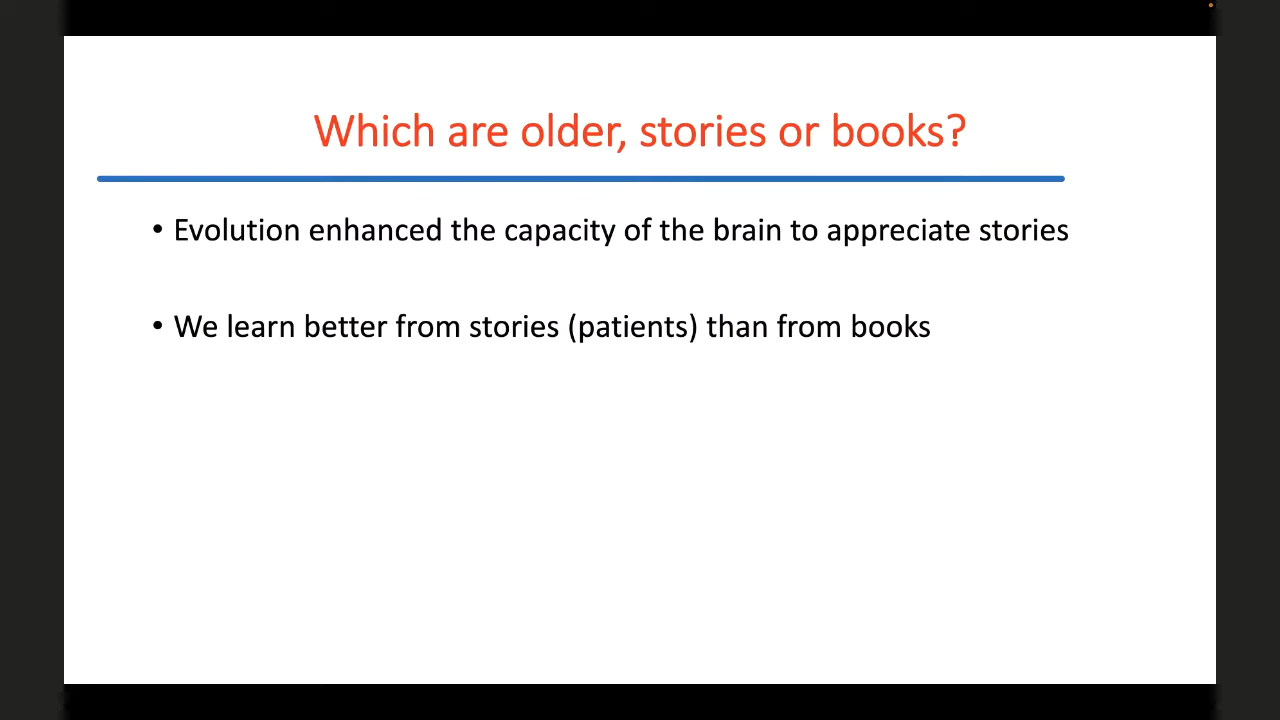 Which are older, stories or books?
• Evolution enhanced the capacity of the brain to appreciate stories
• We learn better from stories (patients) than from books